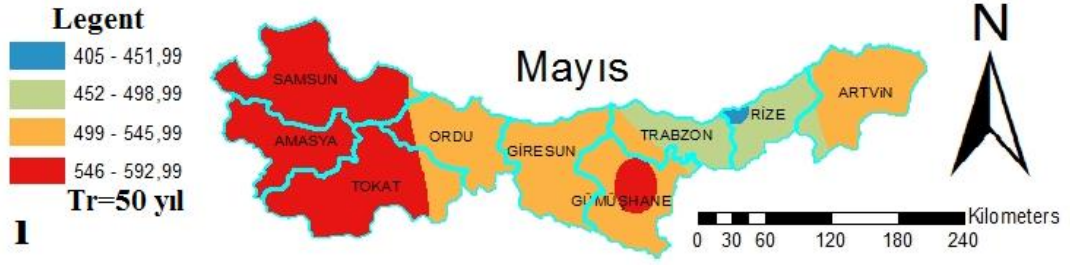 Legent
405 - 451,99
452 - 498,99
499 - 545,99
546 - 592,99
Tr=50 yıl
ı
Mayıs
N
SAMSUN
AMASYA
TOKAT
ORDU
GİRESUN
GÜMÜŞHANE
TRABZON
RİZE
ARTVİN
Kilometers
0 30 60 120 180 240